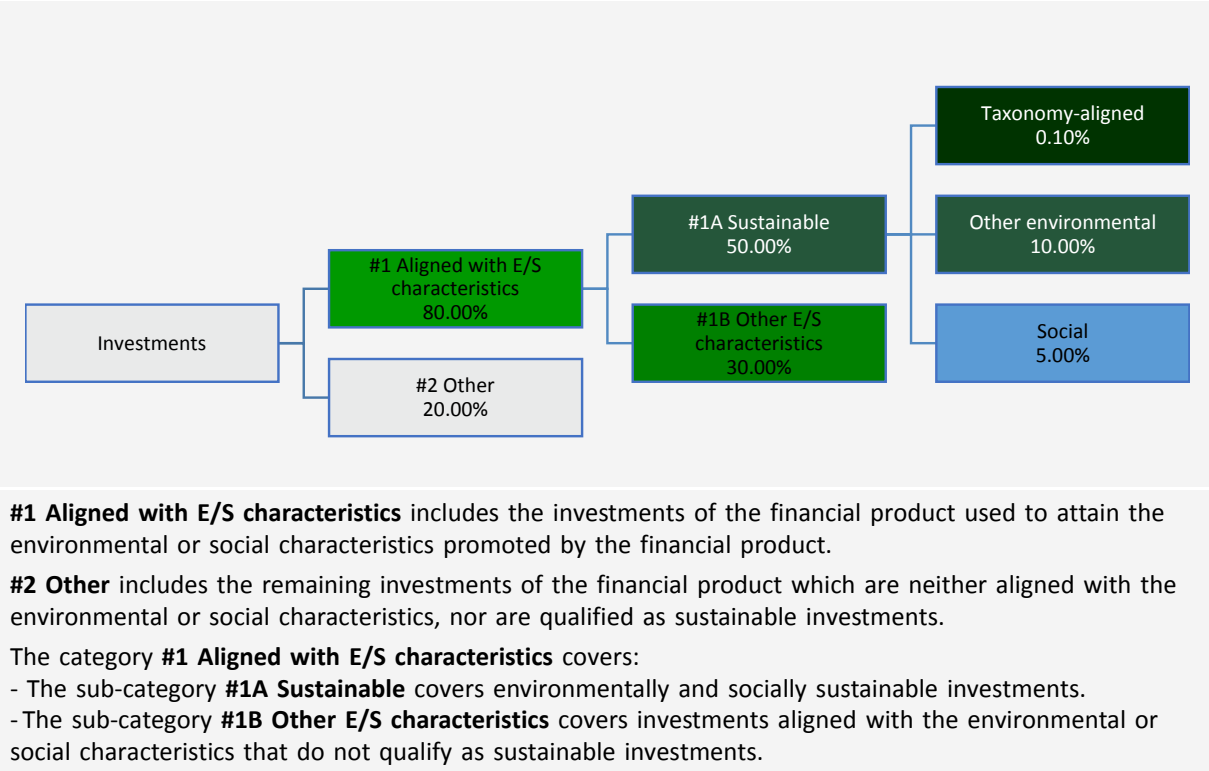 Investments
#1 Aligned with E/S
characteristics
80.00%
#2 Other
20.00%
#1A Sustainable
50.00%
#1B Other E/S
characteristics
30.00%
Taxonomy-aligned
0.10%
Other environmental
10.00%
Social
5.00%
#1 Aligned with E/S characteristics includes the investments of the financial product used to attain the
environmental or social characteristics promoted by the financial product.
#2 Other includes the remaining investments of the financial product which are neither aligned with the
environmental or social characteristics, nor are qualified as sustainable investments.
The category #1 Aligned with E/S characteristics covers:
- The sub-category #1A Sustainable covers environmentally and socially sustainable investments.
- The sub-category #1B Other E/S characteristics covers investments aligned with the environmental or
social characteristics that do not qualify as sustainable investments.